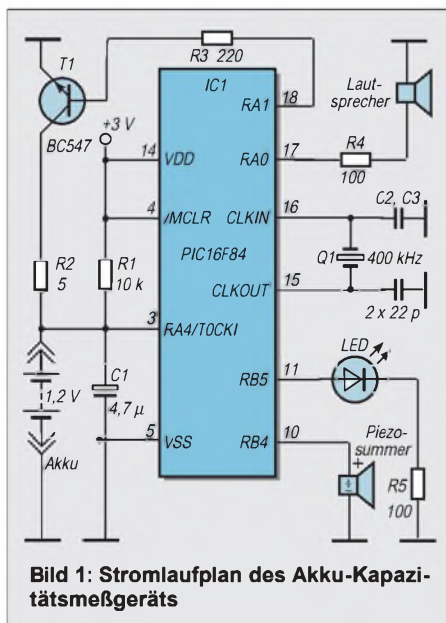 T1
R3 220
IC1
BC547
+3 V
RA1
18
Laut-
sprecher
14
VDD
RA0
17
R4
100
4
/MCLR
CLKIN
16
C2, C3
R2
5
R1
10 k
PIC16F84
Q1
400 kHz
CLKOUT
15
2 x 22 p
3
RA4/T0CKI
LED
1,2 V
C1
4,7 µ
RB5
11
Akku
5
VSS
RB4
10
Piezo-
summer
+
R5
100
Bild 1: Stromlaufplan des Akku-Kapazi-
tätsmeßgeräts